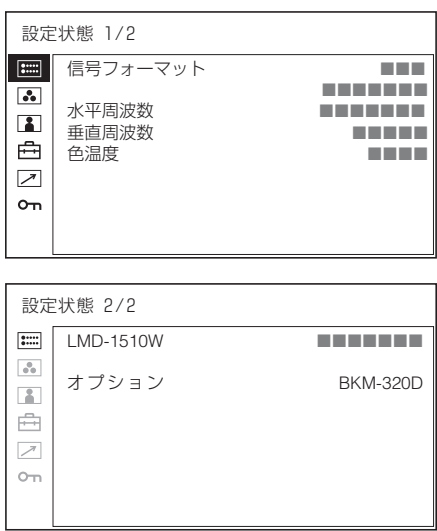 設定状態 1/2
信号フォーマット ■■■
■■■■■■■
水平周波数 ■■■■■■■
垂直周波数 ■■■■■
色温度 ■■■■
設定状態 2/2
LMD-1510W ■■■■■■■
オプション BKM-320D